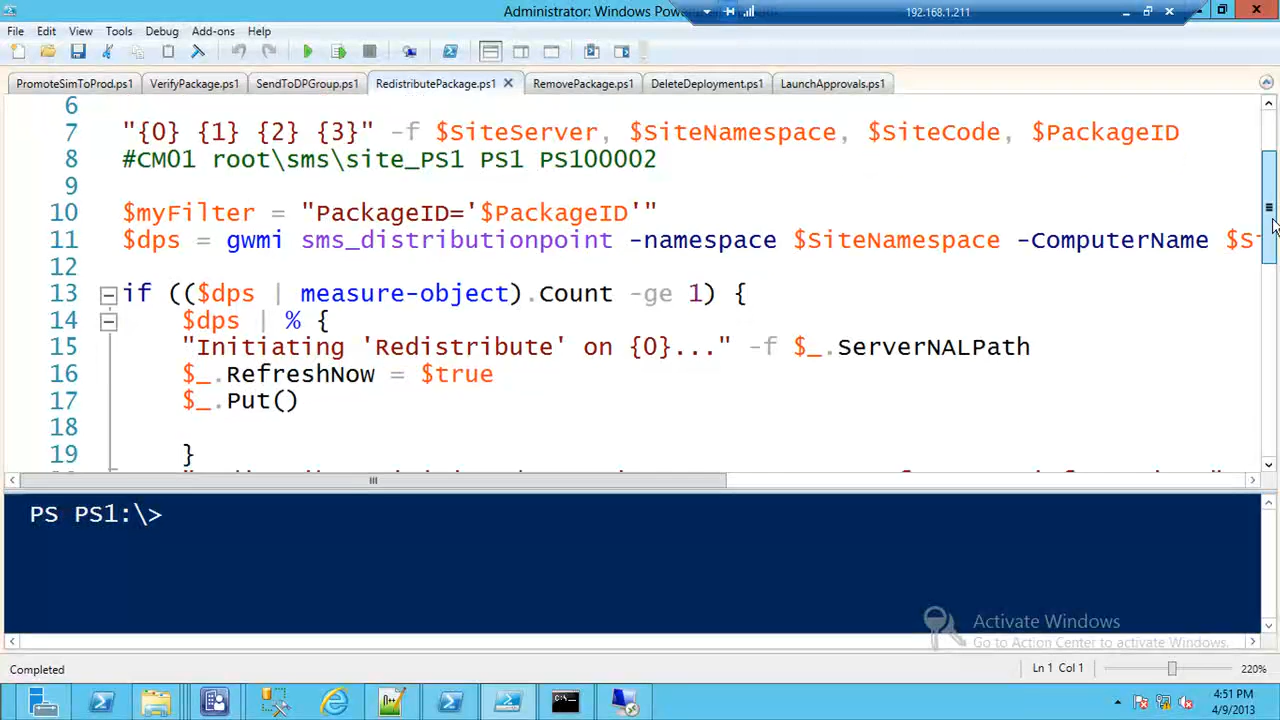 Administrator: Windows Powe
192.168.1.211
File Edit View Tools Debug Add-ons Help
PromoteSimToProd.ps1 VerifyPackage.ps1 SendToDPGroup.ps1 RedistributePackage.ps1 RemovePackage.ps1 DeleteDeployment.ps1 LaunchApprovals.ps1
6
7 "{0} {1} {2} {3}" -f $SiteServer, $SiteNamespace, $SiteCode, $PackageID
8 #CM01 root\sms\site_PS1 PS1 PS100002
9
10 $myFilter = "PackageID='$PackageID'"
11 $dps = gwmi sms_distributionpoint -namespace $SiteNamespace -ComputerName $S
12
13 if (($dps | measure-object).Count -ge 1) {
14 $dps | % {
15 "Initiating 'Redistribute' on {0}..." -f $_.ServerNALPath
16 $_.RefreshNow = $true
17 $_.Put()
18
19 }
PS PS1:\>
Activate Windows
Go to Action Center to activate Windows.
Completed
Ln 1 Col 1
220%
4:51 PM
4/9/2013